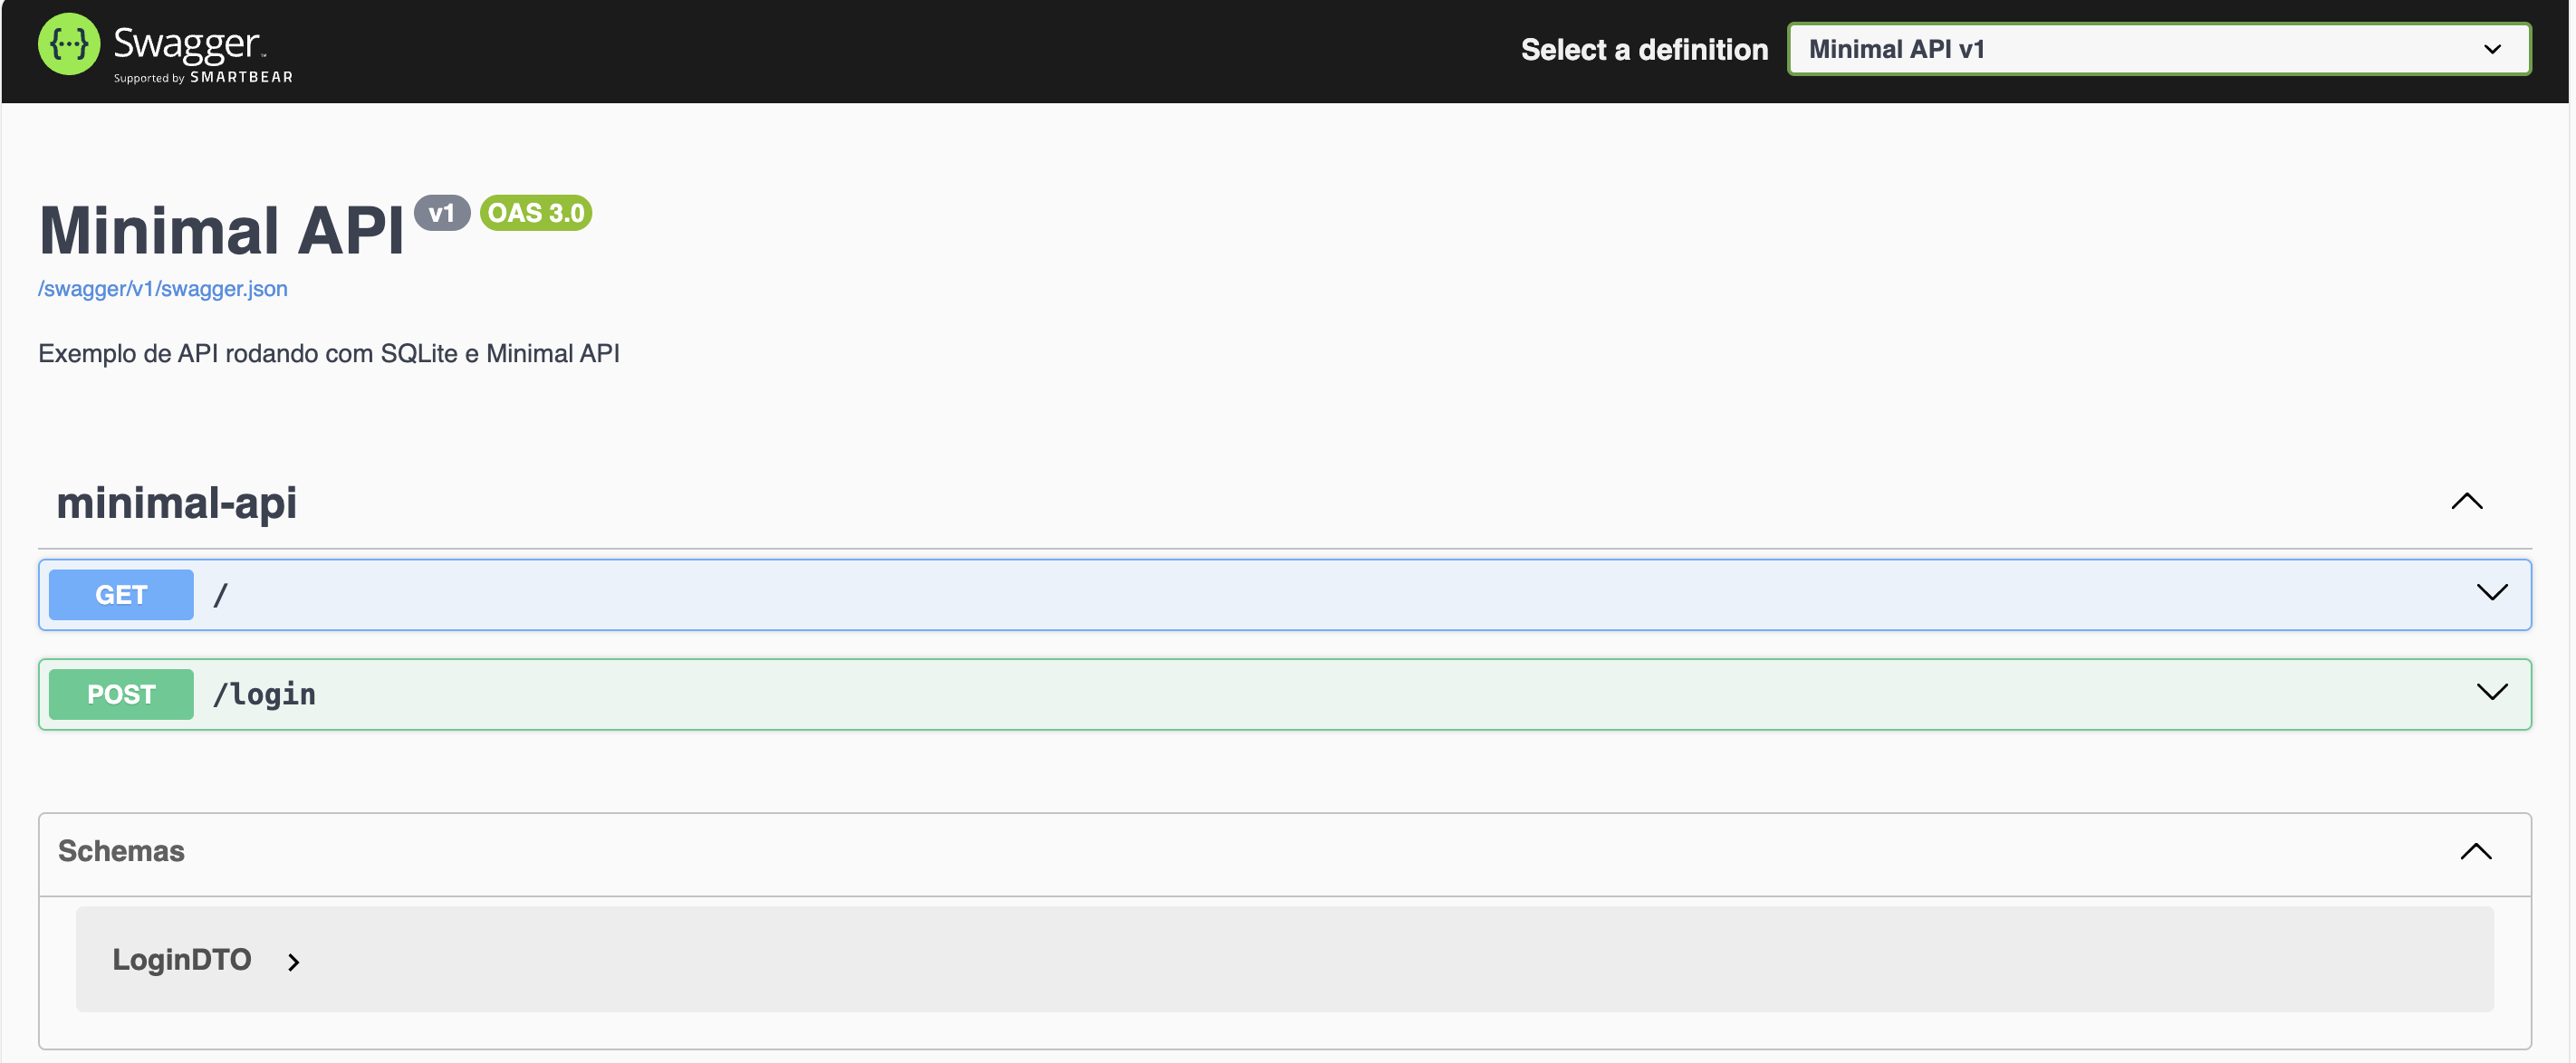 Swagger™
Supported by SMARTBEAR
Select a definition
Minimal API v1
Minimal API v1 OAS 3.0
/swagger/v1/swagger.json
Exemplo de API rodando com SQLite e Minimal API
minimal-api
GET /
POST /login
Schemas
LoginDTO